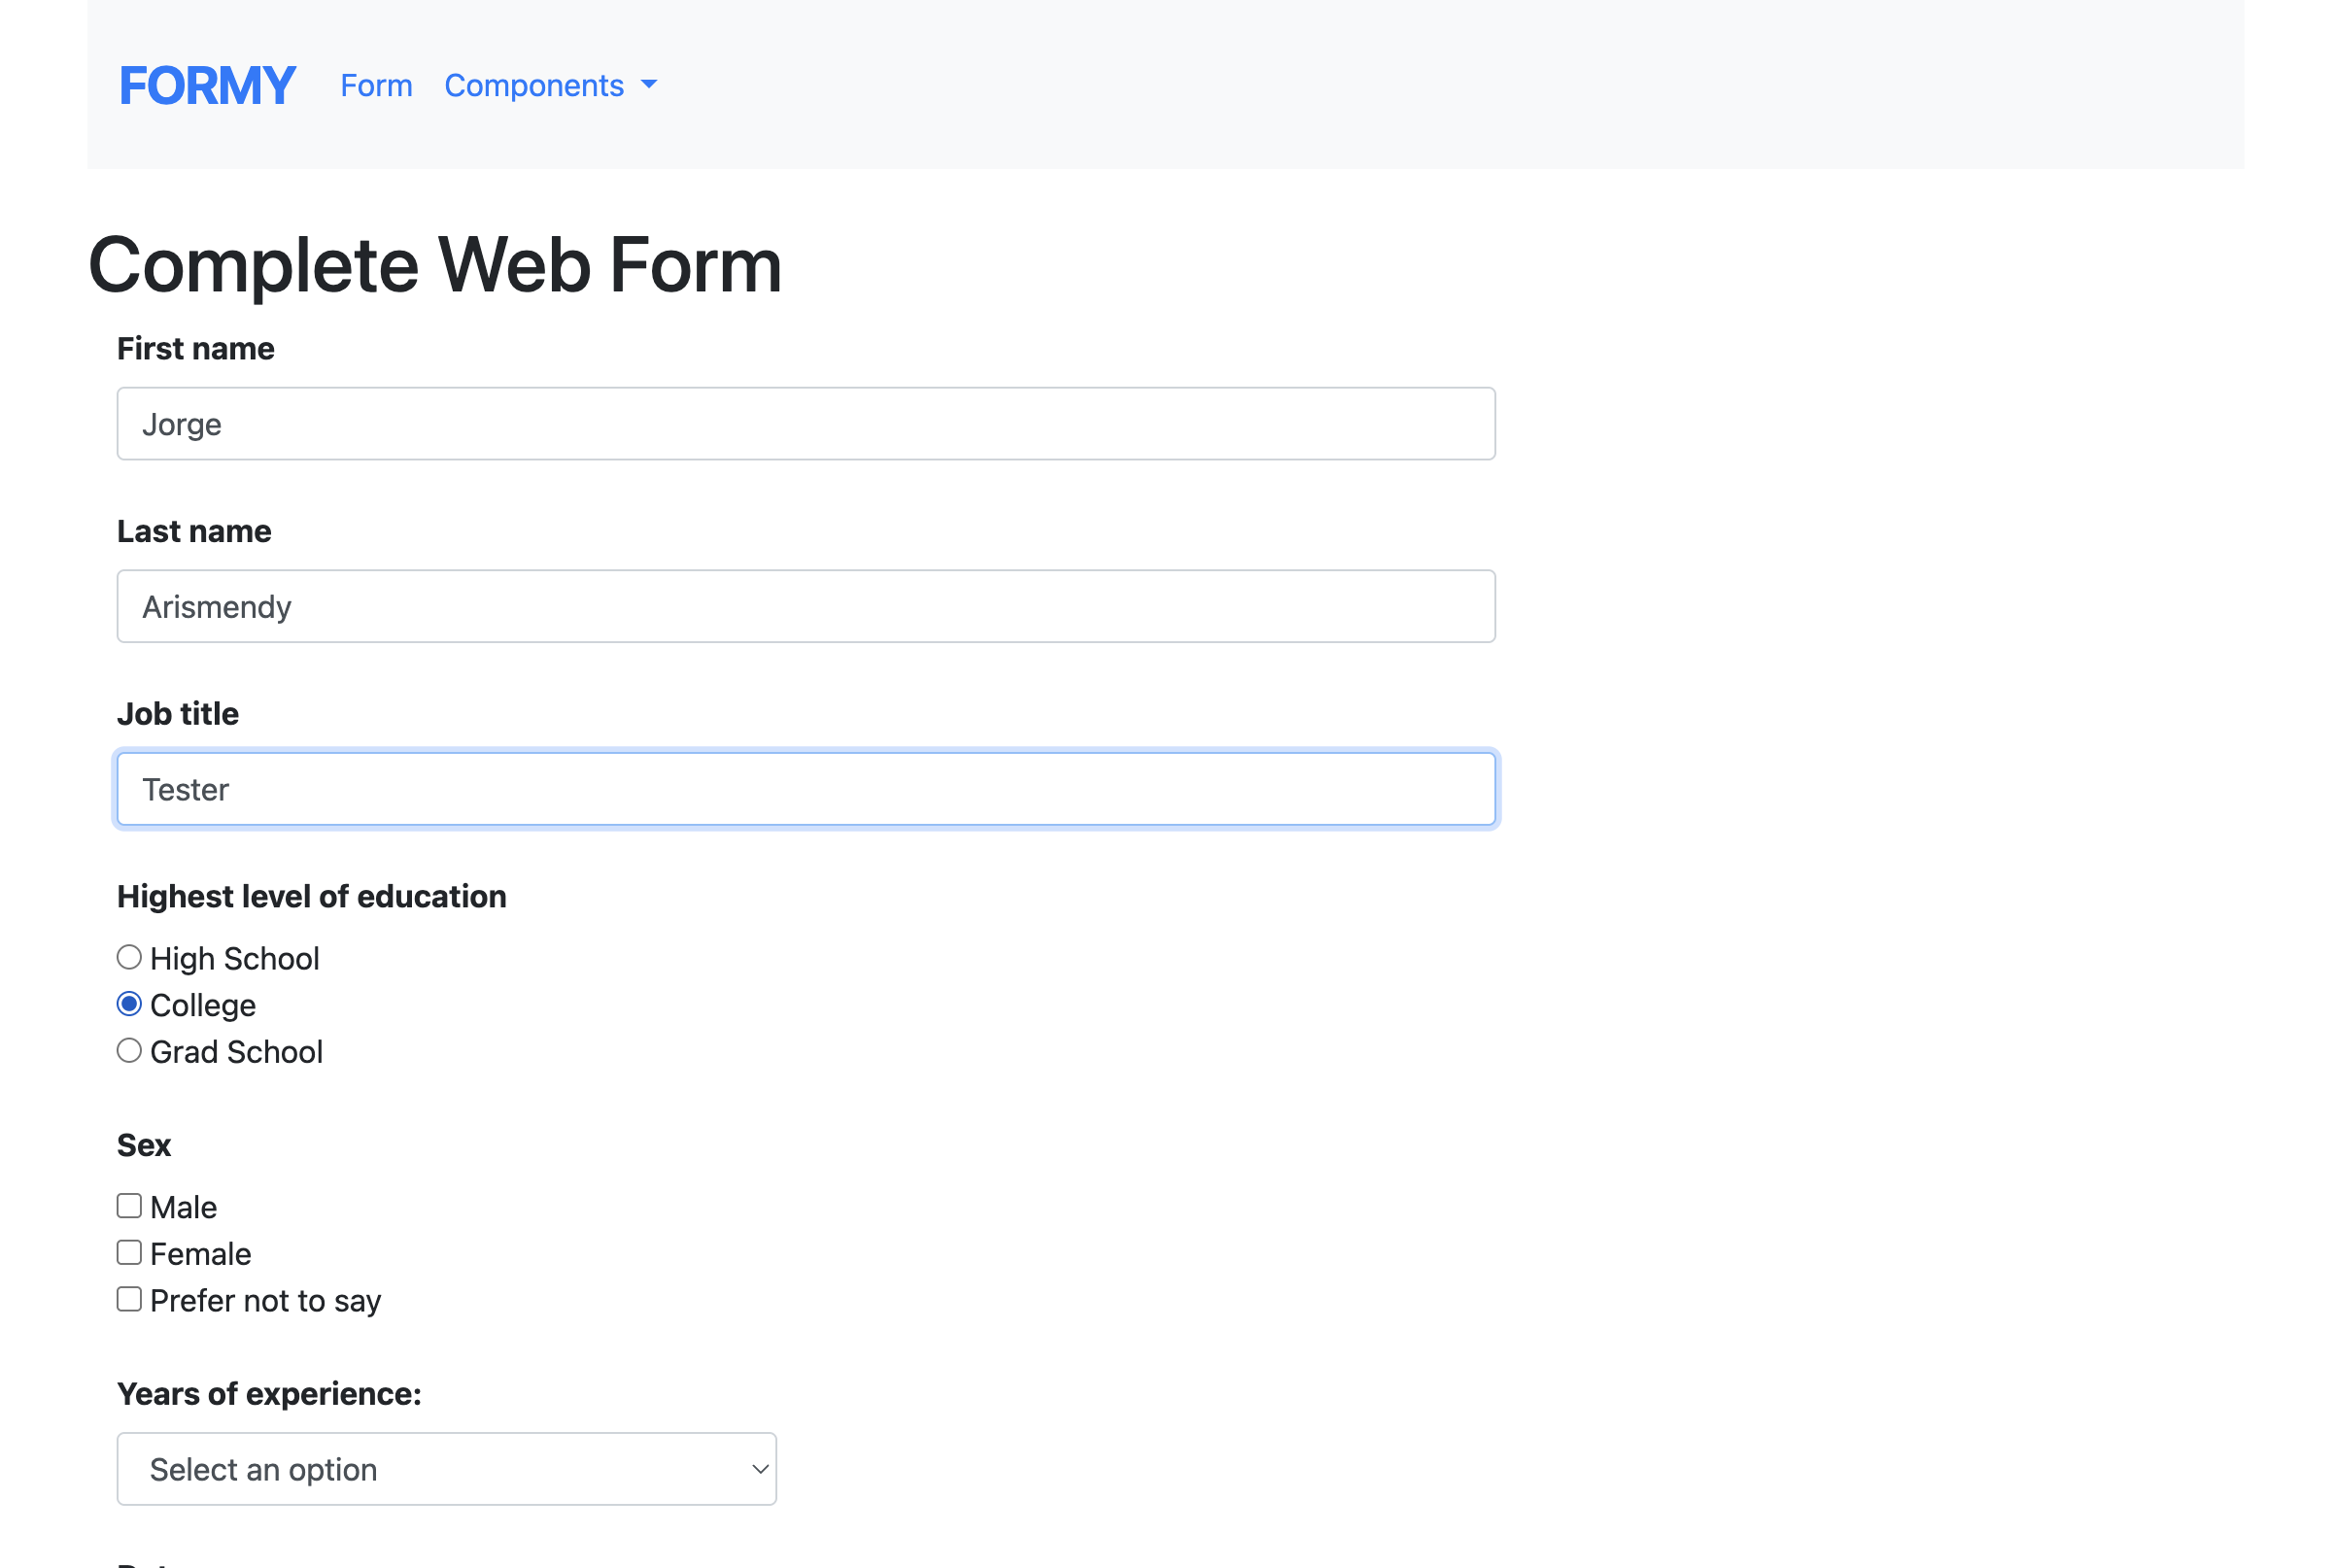 FORMY Form Components
Complete Web Form
First name
Jorge
Last name
Arismendy
Job title
Tester
Highest level of education
High School
College
Grad School
Sex
Male
Female
Prefer not to say
Years of experience:
Select an option